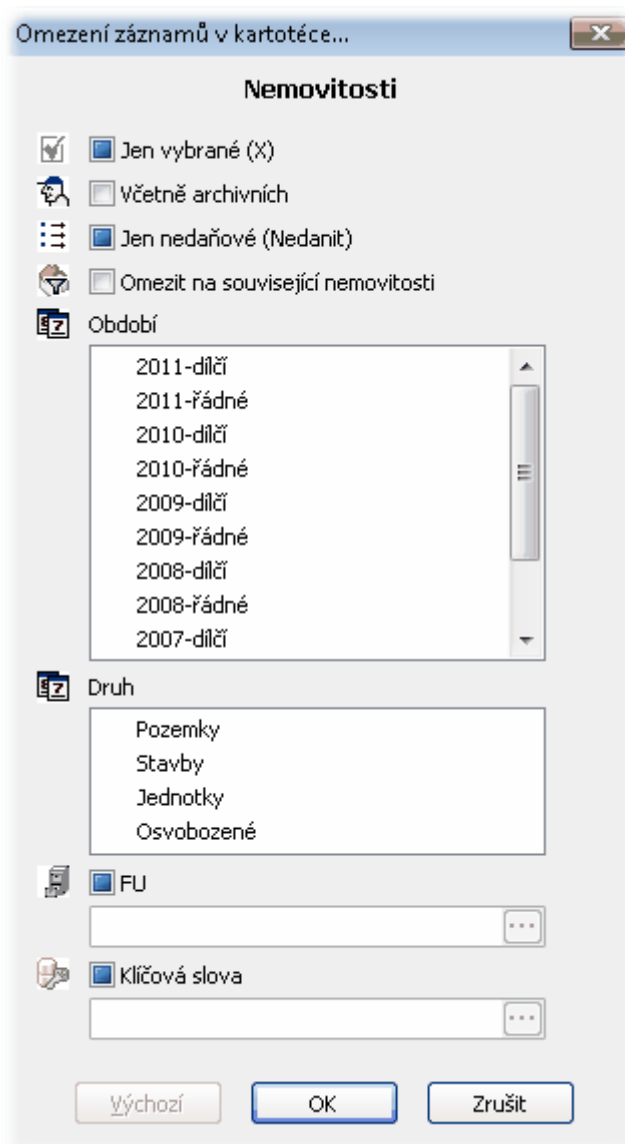 Omezení záznamů v kartotéce...
Nemovitosti
Jen vybrané (X)
Včetně archivních
Jen nedaňové (Nedanit)
Omezit na související nemovitosti
Období
2011-dílčí
2011-řádné
2010-dílčí
2010-řádné
2009-dílčí
2009-řádné
2008-dílčí
2008-řádné
2007-dílčí
Druh
Pozemky
Stavby
Jednotky
Osvobozené
FU
...
Klíčová slova
...
Výchozí OK Zrušit